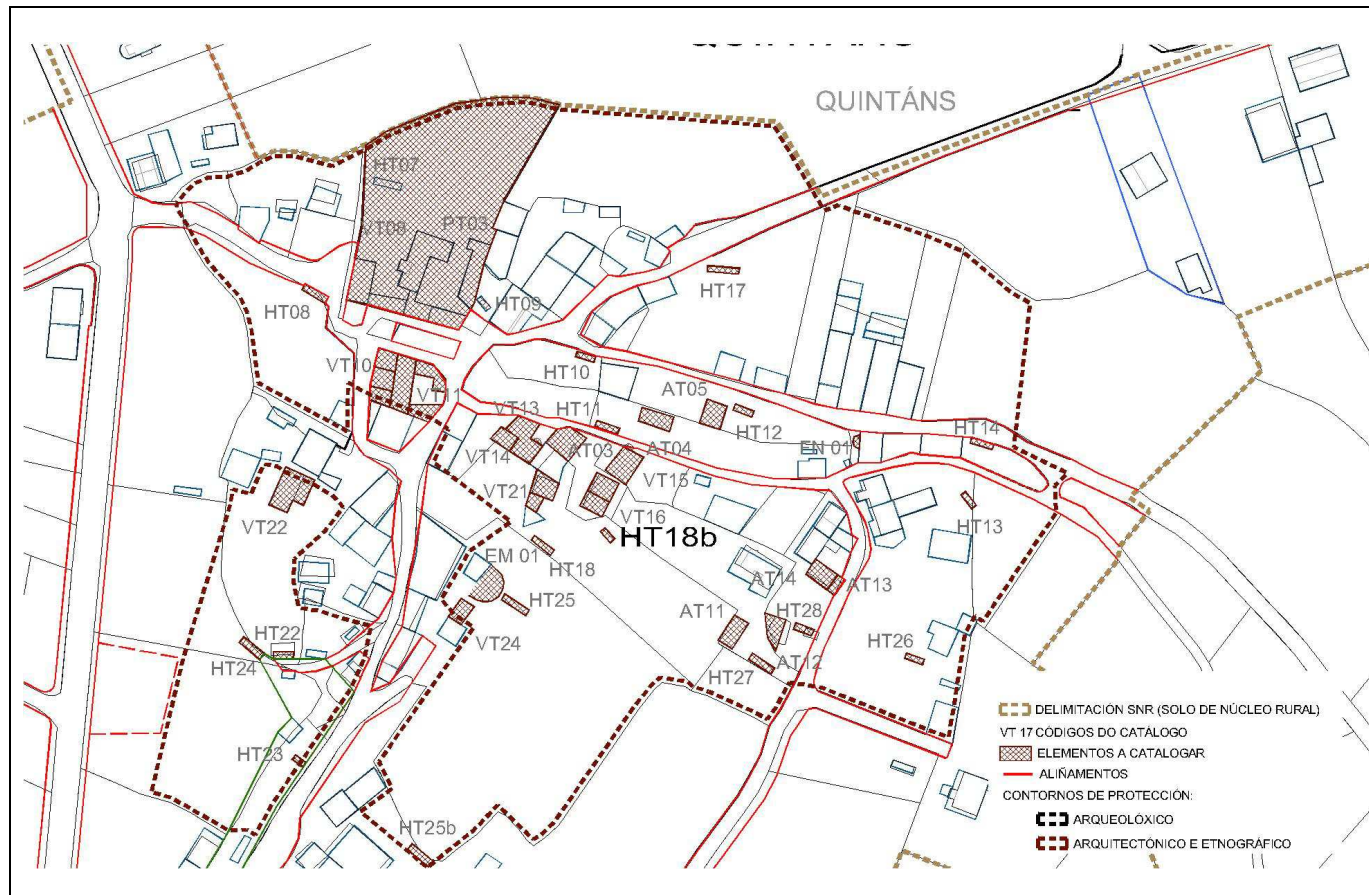 QUINTÁNS
HT07
VT08
PT03
HT08
HT09
HT17
VT10
VT11
HT10
AT05
VT13
HT11
HT12
HT14
VT14
AT03
AT04
EN 01
VT15
VT21
VT16
VT22
HT13
HT18b
EM 01
HT18
HT25
AT14
AT13
AT11
HT28
VT24
HT22
HT24
HT26
HT27
AT12
HT23
HT25b
DELIMITACIÓN SNR (SOLO DE NÚCLEO RURAL)
VT 17 CÓDIGOS DO CATÁLOGO
ELEMENTOS A CATALOGAR
ALIÑAMENTOS
CONTORNOS DE PROTECCIÓN:
ARQUEOLÓXICO
ARQUITECTÓNICO E ETNOGRÁFICO